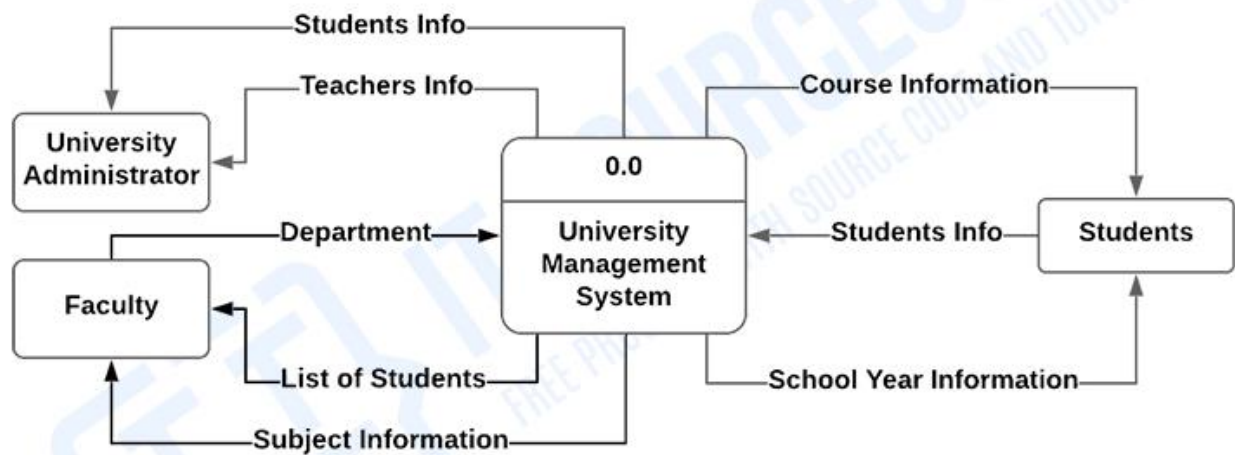 Students Info
Teachers Info
Course Information
University
Administrator
0.0
University
Management
System
Department
Students Info
Students
Faculty
List of Students
School Year Information
Subject Information